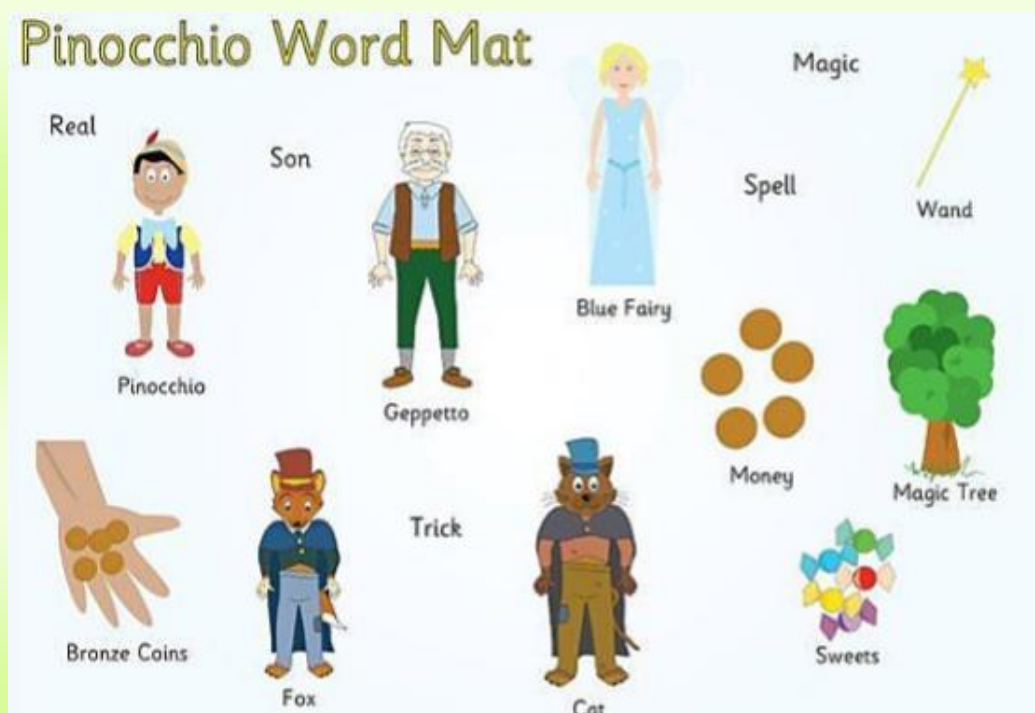 Pinocchio Word Mat
Magic
Real
Son
Spell
Wand
Blue Fairy
Pinocchio
Geppetto
Money
Magic Tree
Trick
Bronze Coins
Sweets
Fox
Cat